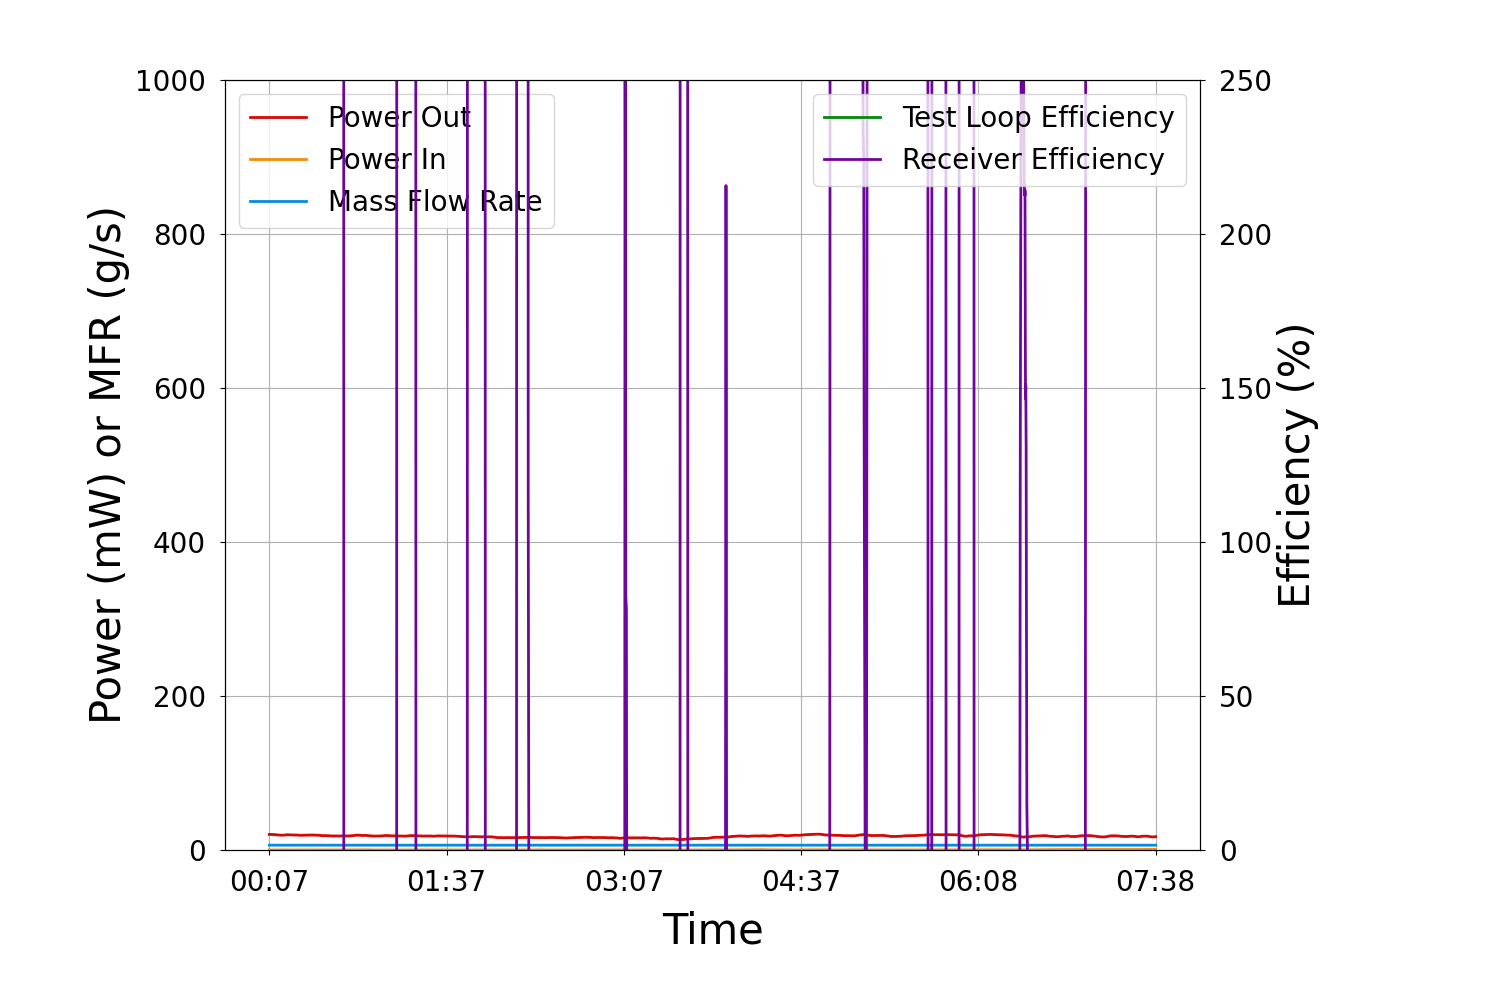 Power Out
Power In
Mass Flow Rate
Test Loop Efficiency
Receiver Efficiency
1000
800
600
400
200
0
Power (mW) or MFR (g/s)
250
200
150
100
50
0
Efficiency (%)
00:07 01:37 03:07 04:37 06:08 07:38
Time